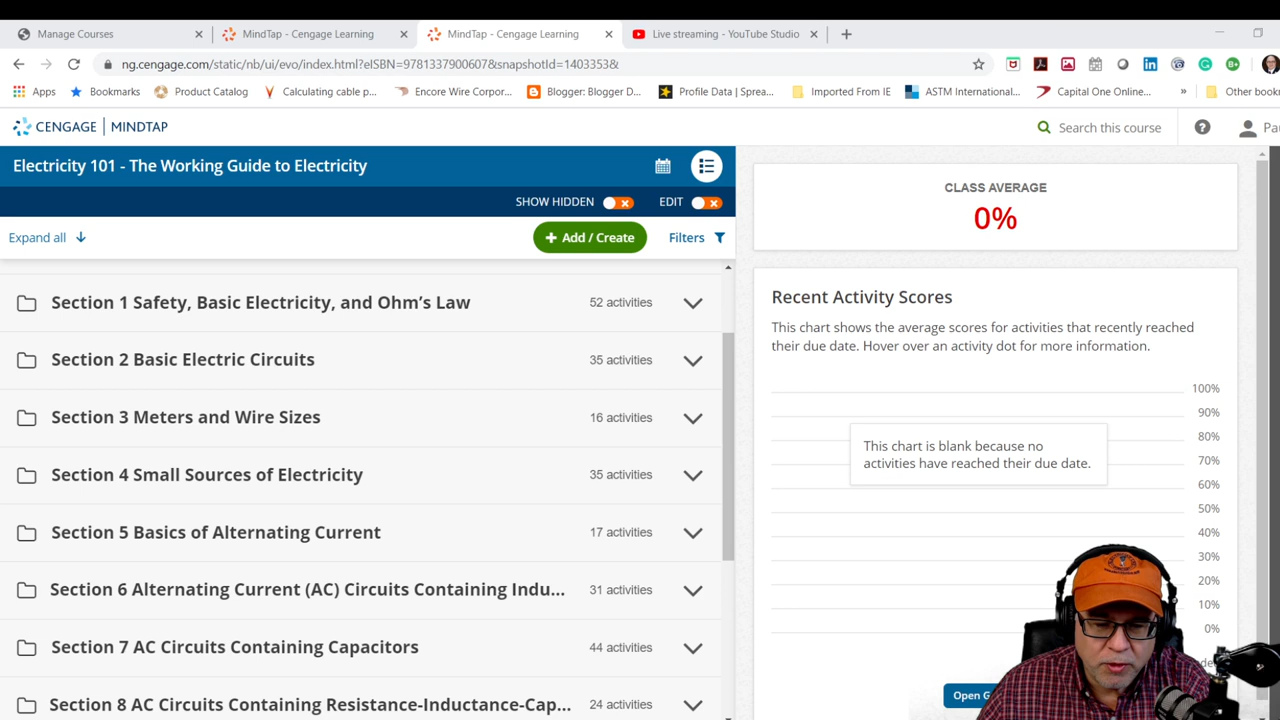 Manage Courses
MindTap - Cengage Learning
MindTap - Cengage Learning
Live streaming - YouTube Studio
ng.cengage.com/static/nb/ui/evo/index.html?eISBN=9781337900607&snapshotId=1403353&
Apps
Bookmarks
Product Catalog
Calculating cable p...
Encore Wire Corpor...
Blogger: Blogger D...
Profile Data | Sprea...
Imported From IE
ASTM International...
Capital One Online...
»
Other book
CENGAGE | MINDTAP
Search this course
Electricity 101 - The Working Guide to Electricity
SHOW HIDDEN
EDIT
Expand all
+ Add / Create
Filters
Section 1 Safety, Basic Electricity, and Ohm's Law
52 activities
Section 2 Basic Electric Circuits
35 activities
Section 3 Meters and Wire Sizes
16 activities
Section 4 Small Sources of Electricity
35 activities
Section 5 Basics of Alternating Current
17 activities
Section 6 Alternating Current (AC) Circuits Containing Indu...
31 activities
Section 7 AC Circuits Containing Capacitors
44 activities
Section 8 AC Circuits Containing Resistance-Inductance-Cap...
24 activities
CLASS AVERAGE
0%
Recent Activity Scores
This chart shows the average scores for activities that recently reached
their due date. Hover over an activity dot for more information.
100%
90%
80%
70%
60%
50%
40%
30%
20%
10%
0%
This chart is blank because no
activities have reached their due date.
Open